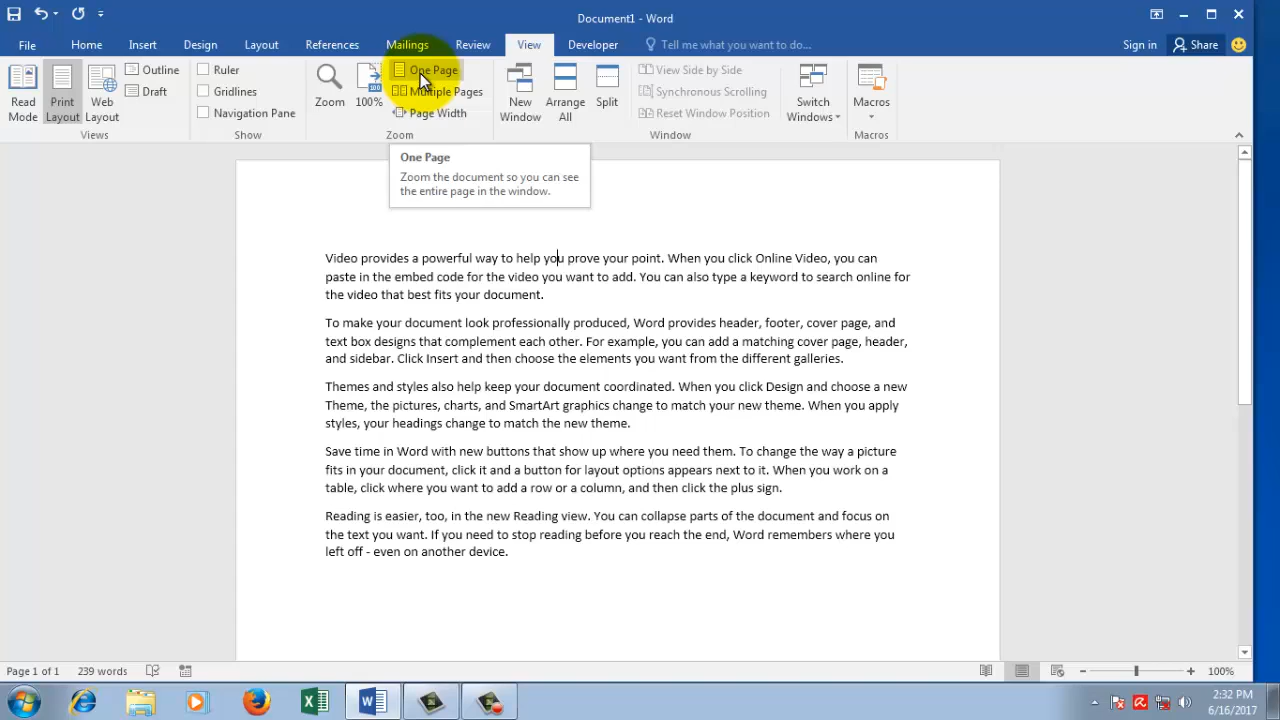 Document1 - Word
File Home Insert Design Layout References Mailings Review View Developer Tell me what you want to do... Sign in Share
Read Mode
Print Layout
Web Layout
Outline
Draft
Views
Ruler
Gridlines
Navigation Pane
Show
Zoom
100%
One Page
Multiple Pages
Page Width
Zoom
New Window
Arrange All
Split
View Side by Side
Synchronous Scrolling
Reset Window Position
Window
Switch Windows
Macros
Macros
One Page
Zoom the document so you can see
the entire page in the window.
Video provides a powerful way to help you prove your point. When you click Online Video, you can
paste in the embed code for the video you want to add. You can also type a keyword to search online for
the video that best fits your document.
To make your document look professionally produced, Word provides header, footer, cover page, and
text box designs that complement each other. For example, you can add a matching cover page, header,
and sidebar. Click Insert and then choose the elements you want from the different galleries.
Themes and styles also help keep your document coordinated. When you click Design and choose a new
Theme, the pictures, charts, and SmartArt graphics change to match your new theme. When you apply
styles, your headings change to match the new theme.
Save time in Word with new buttons that show up where you need them. To change the way a picture
fits in your document, click it and a button for layout options appears next to it. When you work on a
table, click where you want to add a row or a column, and then click the plus sign.
Reading is easier, too, in the new Reading view. You can collapse parts of the document and focus on
the text you want. If you need to stop reading before you reach the end, Word remembers where you
left off - even on another device.
Page 1 of 1 239 words 100%
2:32 PM
6/16/2017